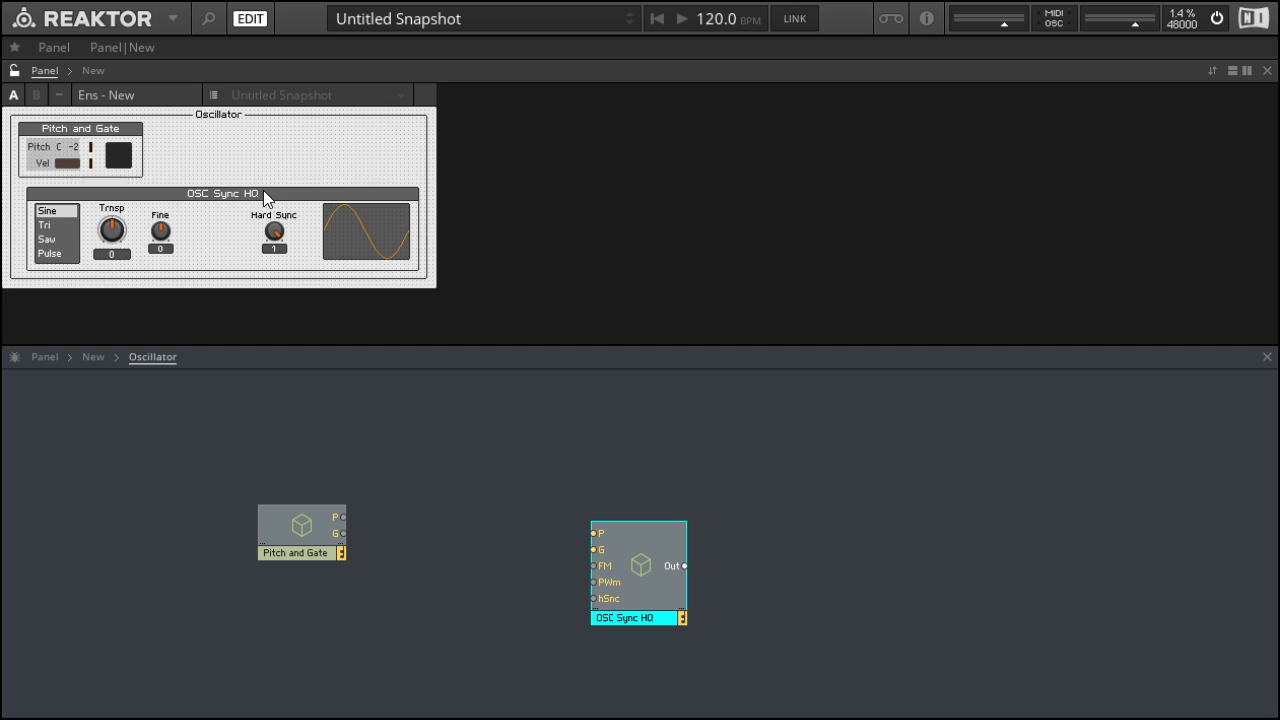 REAKTOR EDIT Untitled Snapshot 120.0 BPM LINK MIDI OSC 1.4 % 48000 NI
Panel Panel|New
Panel > New
A B Ens - New Untitled Snapshot
Oscillator
Pitch and Gate
Pitch C -2
Vel
OSC Sync HQ
Sine
Tri
Saw
Pulse
Trnsp
0
Fine
0
Hard Sync
1
Panel > New > Oscillator
P
G
Pitch and Gate
P
G
FM
PWm
hSnc
Out
OSC Sync HQ